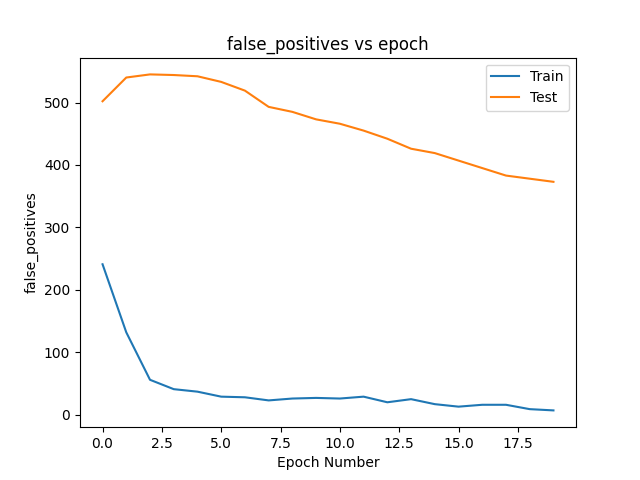 false_positives vs epoch
Train
Test
false_positives
500
400
300
200
100
0
0.0 2.5 5.0 7.5 10.0 12.5 15.0 17.5
Epoch Number